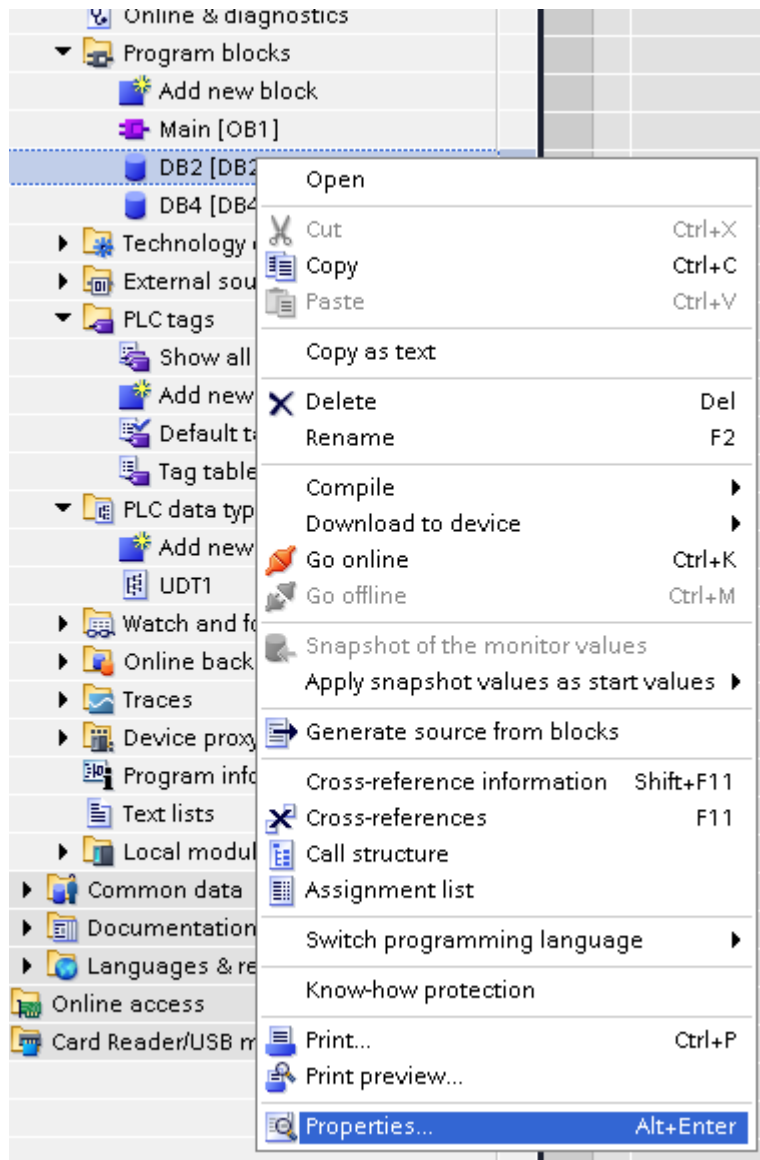 Online & diagnostics
Program blocks
Add new block
Main [OB1]
DB2 [DB2
DB4 [DB4
Technology
External sou
PLC tags
Show all
Add new
Default ta
Tag table
PLC data typ
Add new
UDT1
Watch and fo
Online back
Traces
Device proxy
Program info
Text lists
Local modul
Common data
Documentation
Languages & re
Online access
Card Reader/USB m
Open
Cut Ctrl+X
Copy Ctrl+C
Paste Ctrl+V
Copy as text
Delete Del
Rename F2
Compile
Download to device
Go online Ctrl+K
Go offline Ctrl+M
Snapshot of the monitor values
Apply snapshot values as start values
Generate source from blocks
Cross-reference information Shift+F11
Cross-references F11
Call structure
Assignment list
Switch programming language
Know-how protection
Print... Ctrl+P
Print preview...
Properties... Alt+Enter